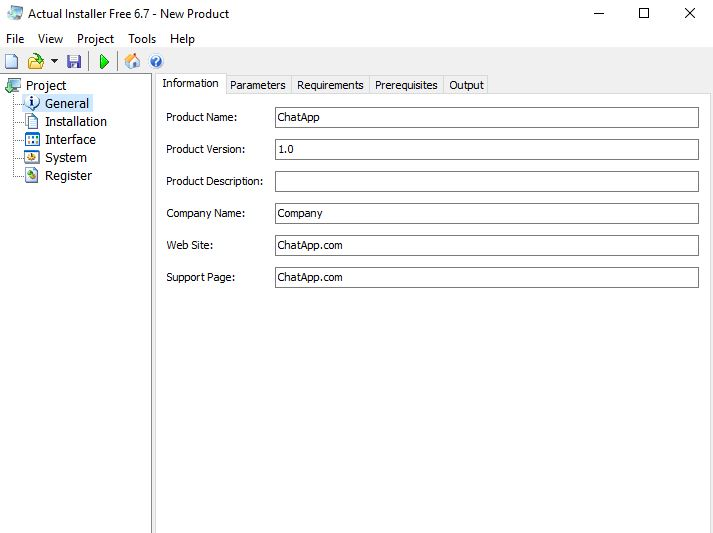 Actual Installer Free 6.7 - New Product
File View Project Tools Help
Project
General
Installation
Interface
System
Register
Information Parameters Requirements Prerequisites Output
Product Name: ChatApp
Product Version: 1.0
Product Description:
Company Name: Company
Web Site: ChatApp.com
Support Page: ChatApp.com